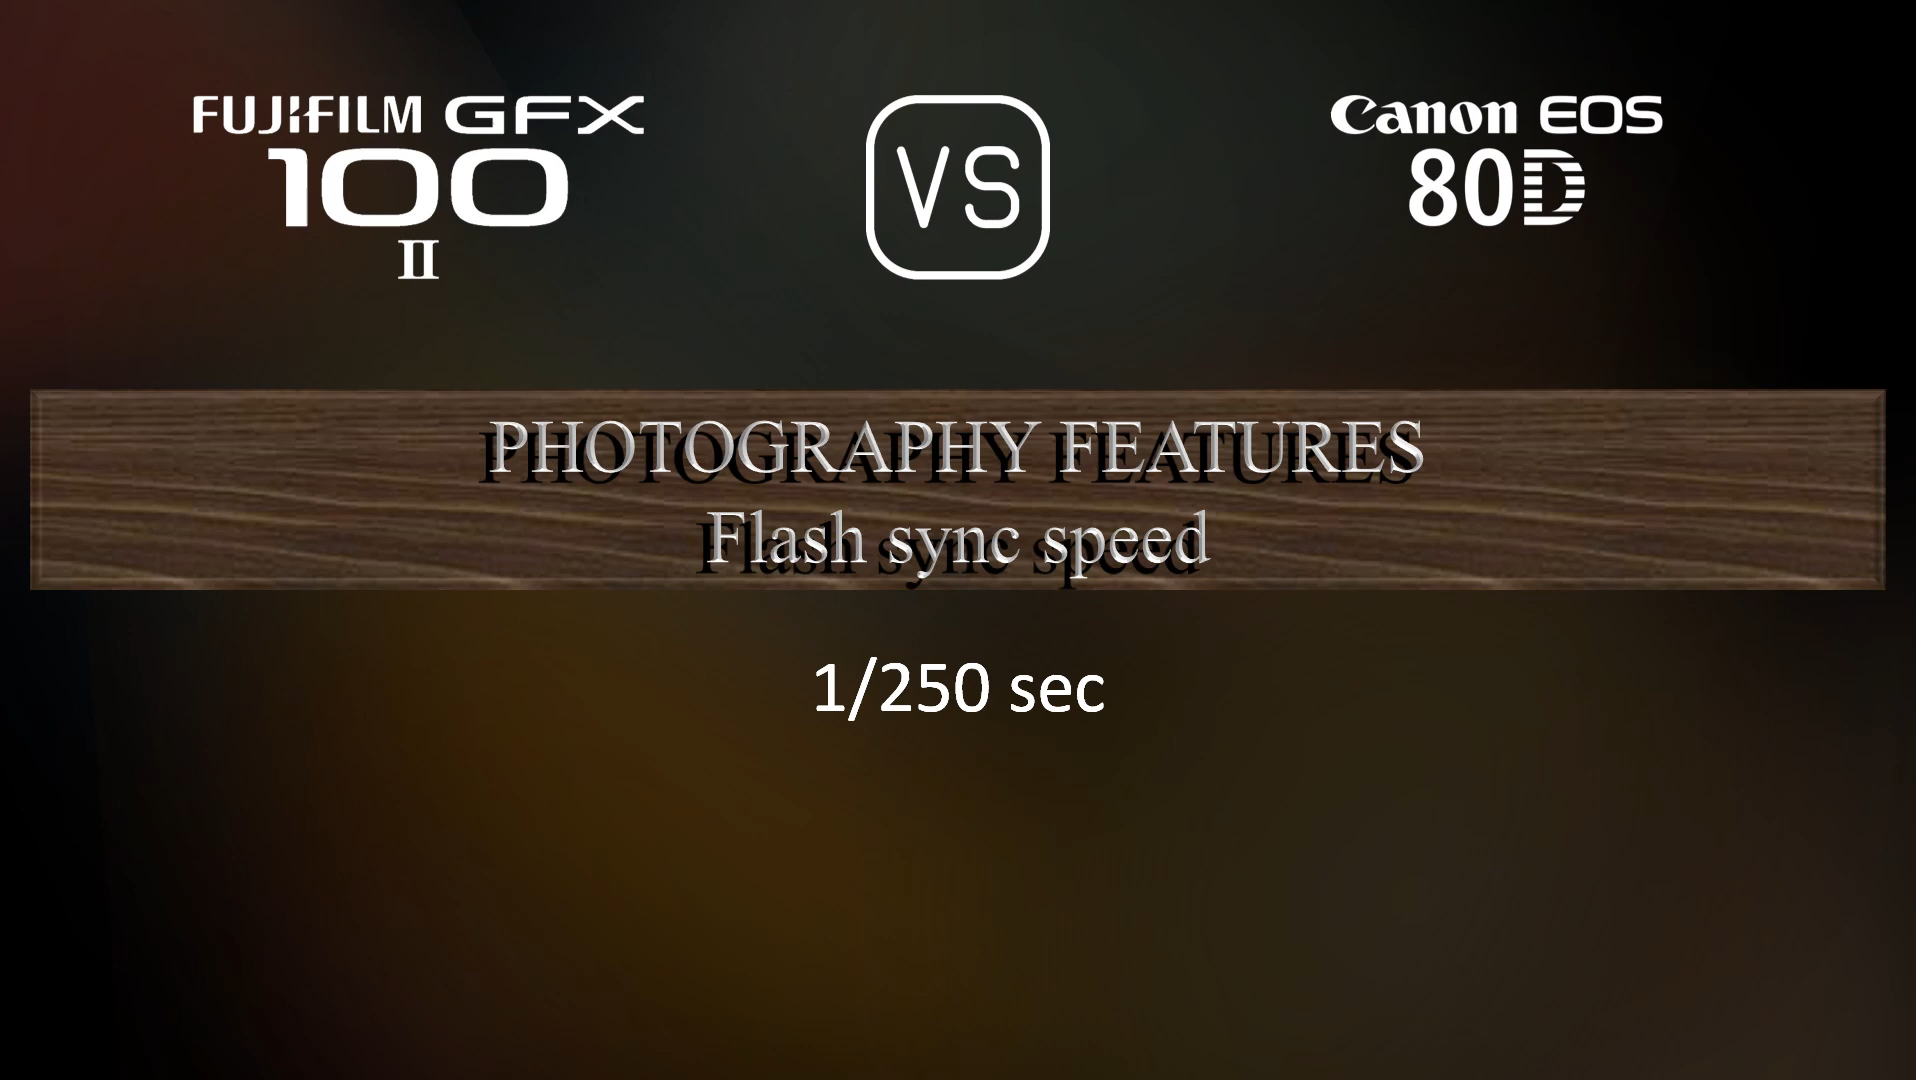 FUJIFILM GFX
100
II
VS
Canon EOS
80D
PHOTOGRAPHY FEATURES
Flash sync speed
1/250 sec